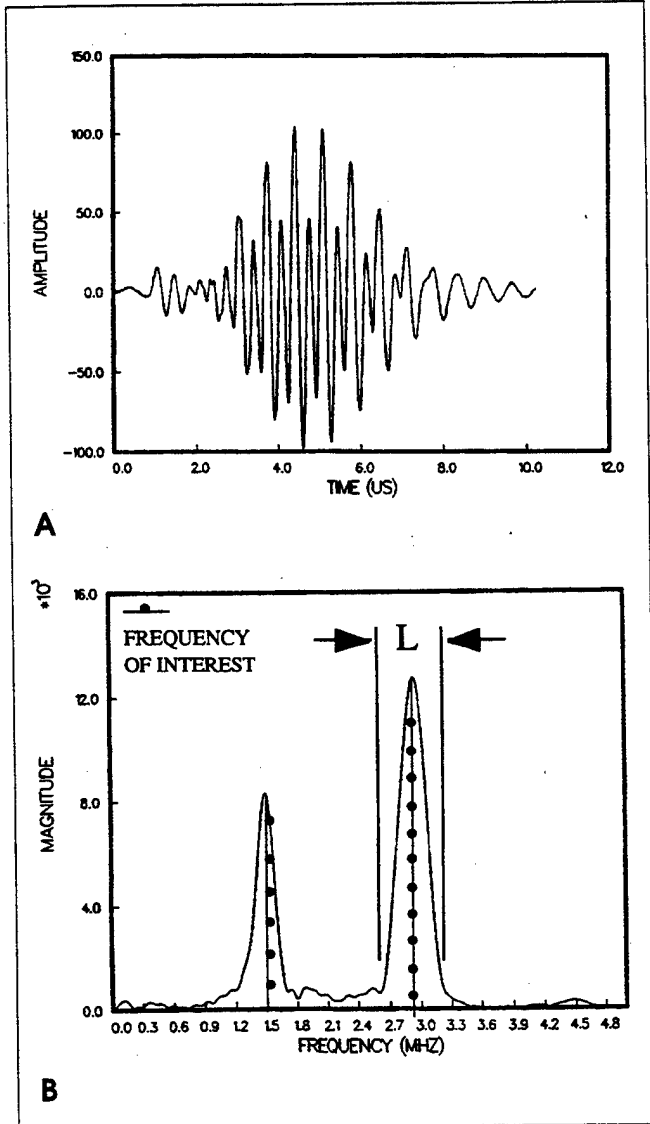 150.0
100.0
50.0
0.0
-50.0
-100.0
AMPLITUDE
0.0 2.0 4.0 6.0 8.0 10.0 12.0
TIME (US)
A
*10³
16.0
12.0
8.0
4.0
0.0
MAGNITUDE
FREQUENCY
OF INTEREST
L
0.0 0.3 0.6 0.9 1.2 1.5 1.8 2.1 2.4 2.7 3.0 3.3 3.6 3.9 4.2 4.5 4.8
FREQUENCY (MHZ)
B